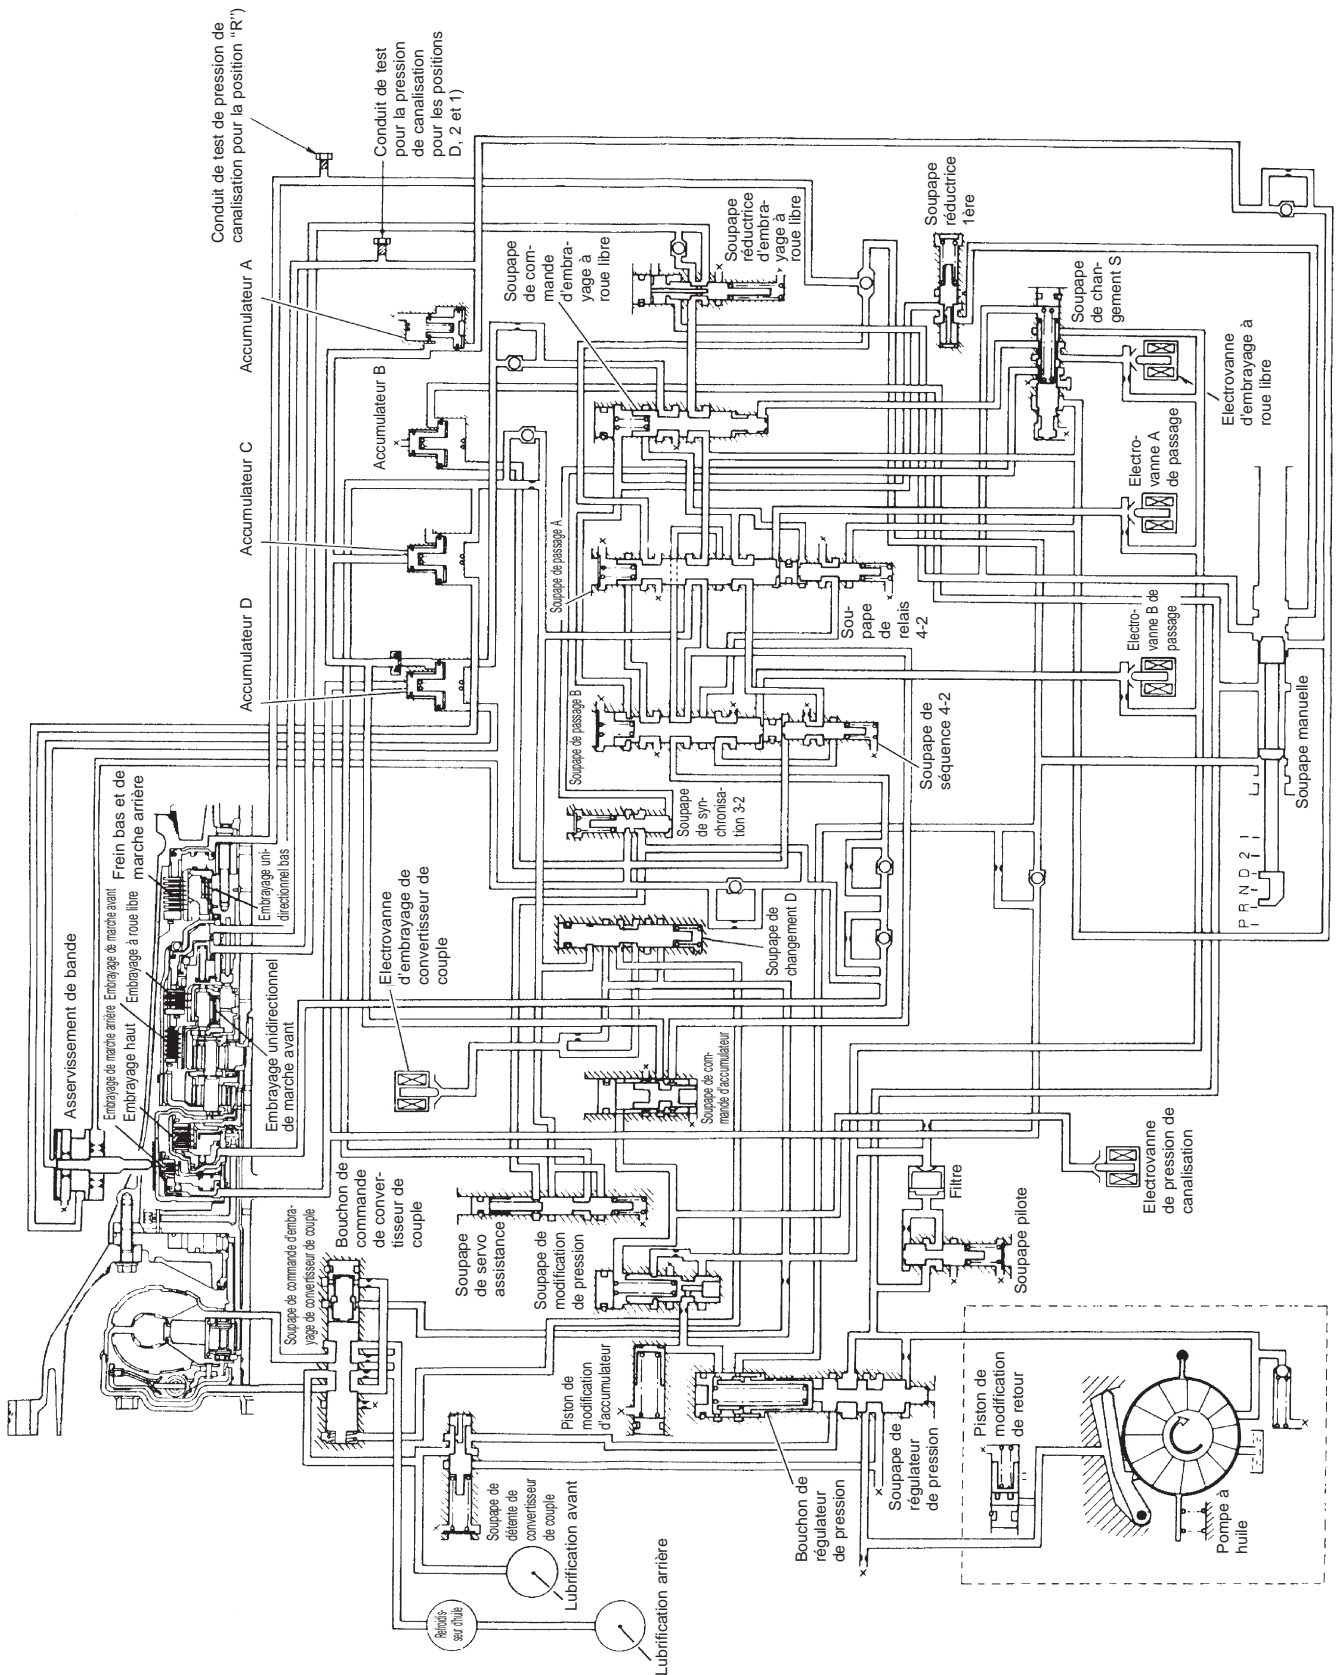 Conduit de test de pression de
canalisation pour la position "R")
Conduit de test
pour la pression
de canalisation
pour les positions
D, 2 et 1)
Accumulateur A
Accumulateur B
Accumulateur C
Accumulateur D
Soupape
de com-
mande
d'embra-
yage à
roue libre
Soupape
réductrice
d'embra-
yage à
roue libre
Soupape
réductrice
1ère
Soupape
de chan-
gement S
Electrovanne
d'embrayage à
roue libre
Electro-
vanne A
de passage
Electro-
vanne B de
passage
Soupape de passage A
Sou-
pape
de
relais
4-2
Soupape de passage B
Soupape de
séquence 4-2
Soupape
de syn-
chronisa-
tion 3-2
Soupape manuelle
P R N D 2 1
Frein bas et de
marche arrière
Embrayage uni-
directionnel bas
Embrayage de marche avant
Embrayage à roue libre
Embrayage de marche arrière
Embrayage haut
Asservissement de bande
Embrayage unidirectionnel
de marche avant
Electrovanne
d'embrayage de
convertisseur de
couple
Soupape de
changement D
Soupape de com-
mande d'accumulateur
Bouchon de
commande
de conver-
tisseur de
couple
Soupape de commande d'embra-
yage de convertisseur de couple
Soupape
de servo
assistance
Soupape de
modification
de pression
Filtre
Soupape pilote
Electrovanne
de pression de
canalisation
Piston de
modification
d'accumulateur
Soupape de
détente de
convertisseur
de couple
Lubrification avant
Refroidis-
seur d'huile
Lubrification arrière
Bouchon de
régulateur
de pression
Soupape de
régulateur
de pression
Piston de
modification
de retour
Pompe à
huile